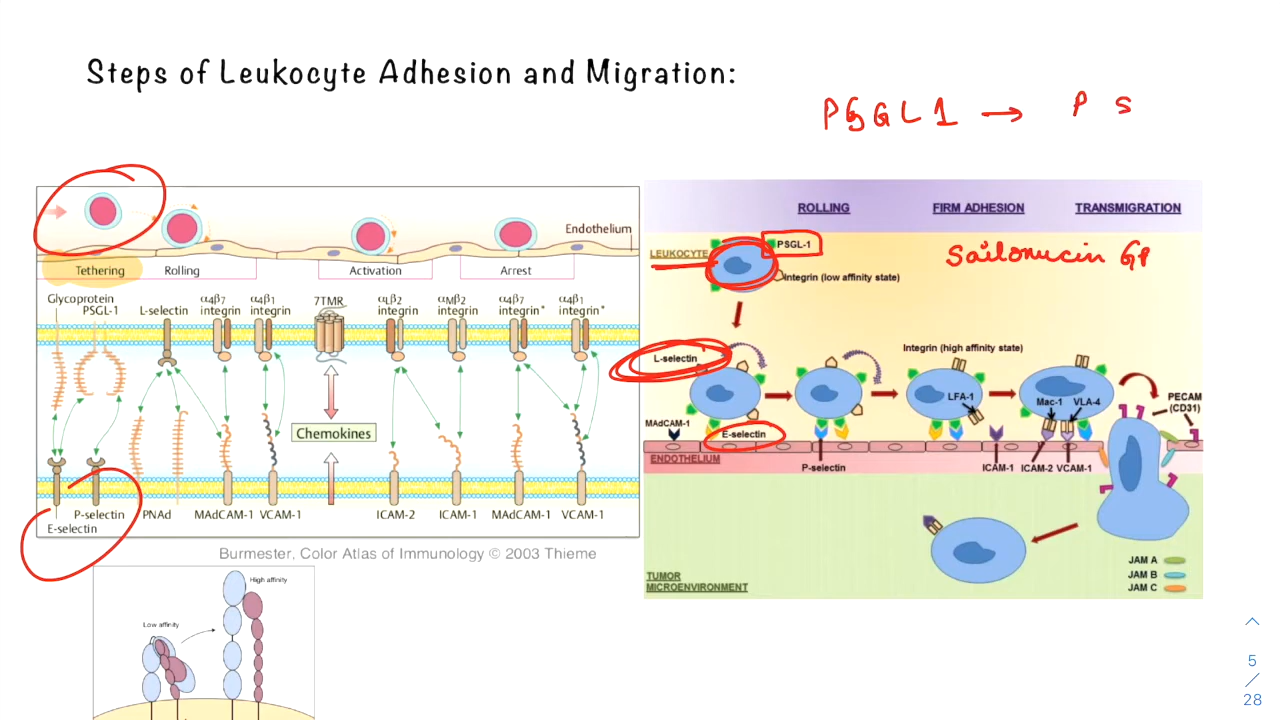 Steps of Leukocyte Adhesion and Migration:
PSGL1 → P S
Endothelium
Tethering Rolling Activation Arrest
Glycoprotein
PSGL-1
L-selectin
α4β7 integrin
α4β1 integrin
7TMR
αLβ2 integrin
αMβ2 integrin
α4β7 integrin*
α4β1 integrin*
Chemokines
E-selectin
P-selectin
PNAd
MAdCAM-1
VCAM-1
ICAM-2
ICAM-1
MAdCAM-1
VCAM-1
Burmester, Color Atlas of Immunology © 2003 Thieme
Low affinity
High affinity
ROLLING FIRM ADHESION TRANSMIGRATION
LEUKOCYTE
PSGL-1
Sailomucin GP
Integrin (low affinity state)
L-selectin
Integrin (high affinity state)
LFA-1
Mac-1 VLA-4
PECAM
(CD31)
MAdCAM-1
E-selectin
ENDOTHELIUM
P-selectin
ICAM-1 ICAM-2 VCAM-1
JAM A
JAM B
JAM C
TUMOR
MICROENVIRONMENT
5
/
28